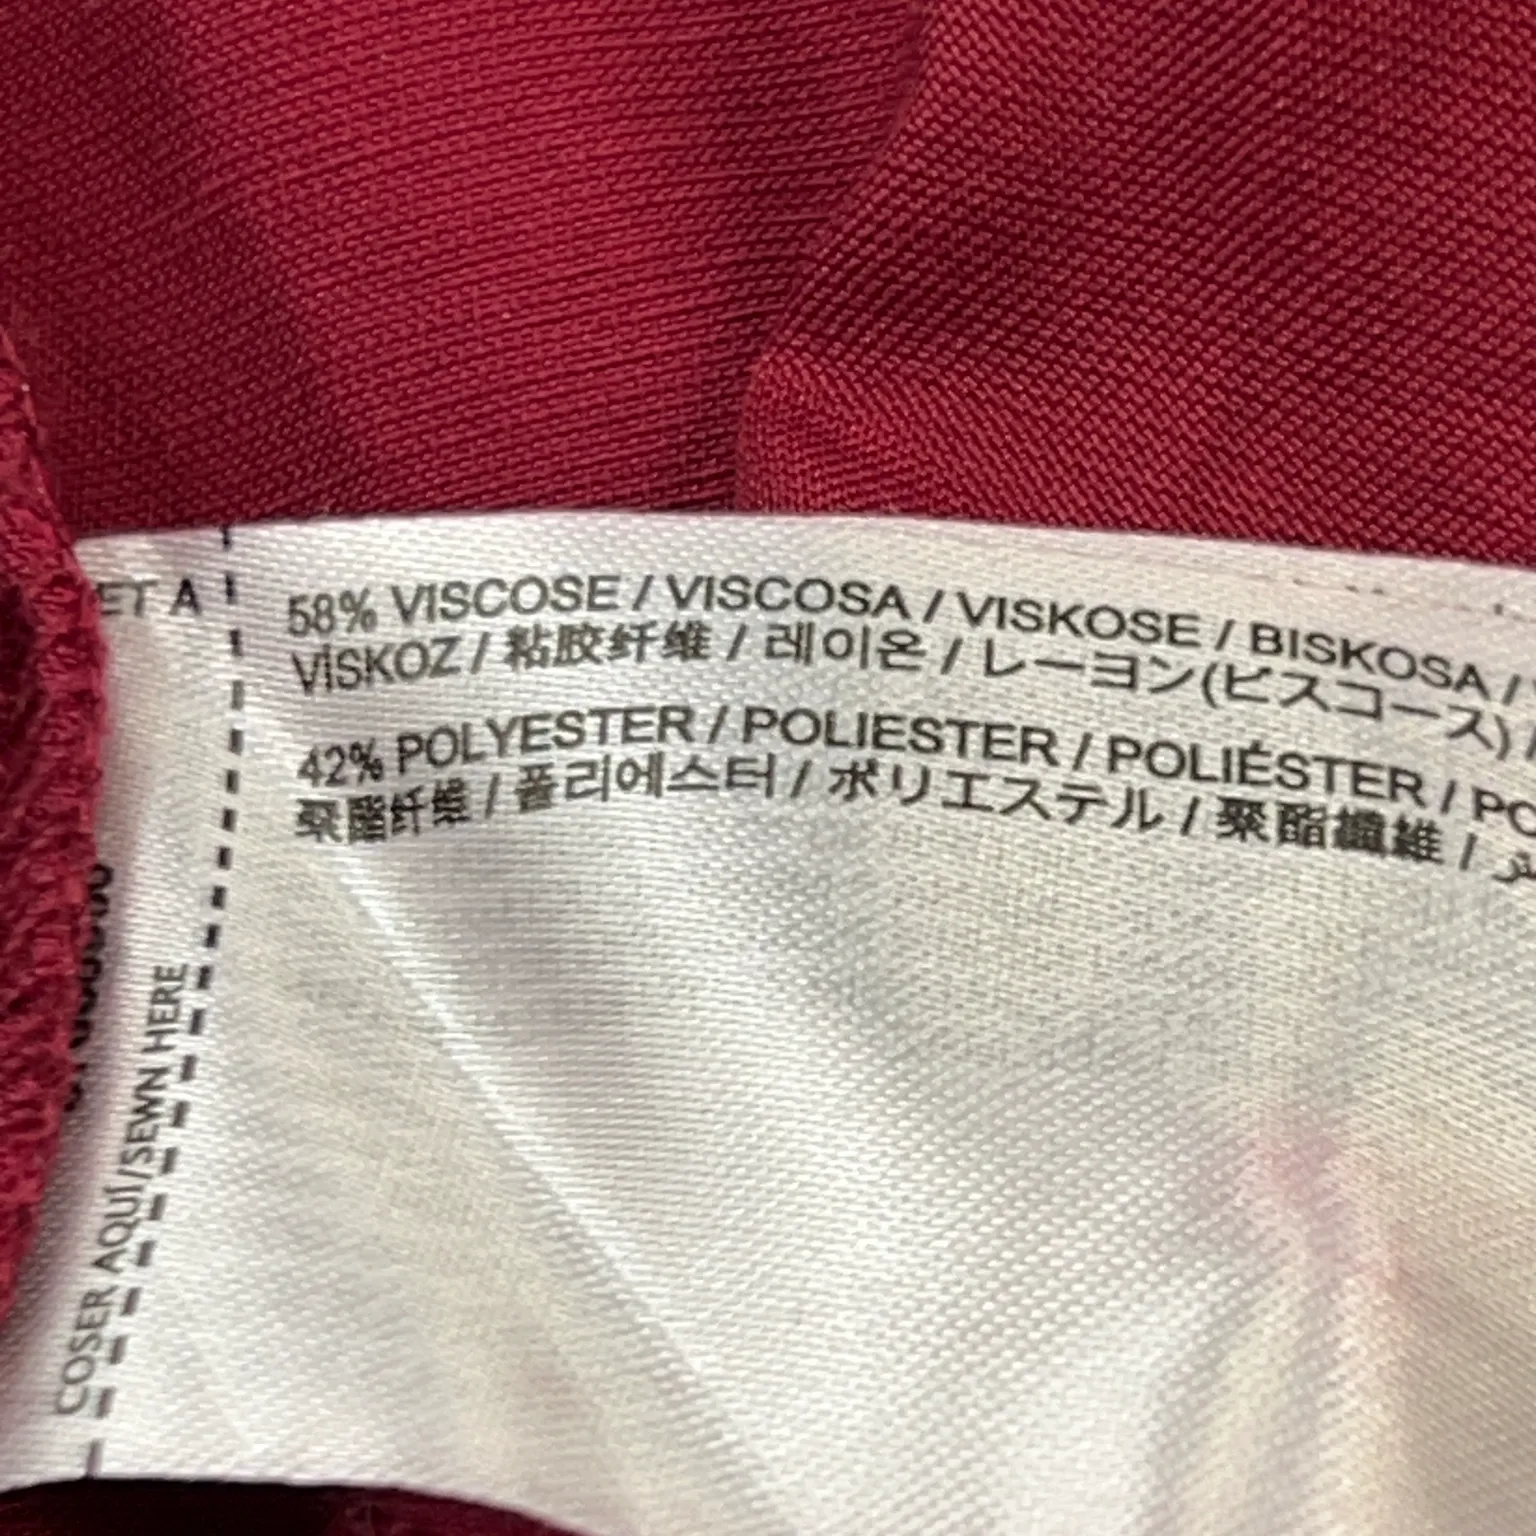 ET A
58% VISCOSE / VISCOSA / VISKOSE / BISKOSA /
VİSKOZ / 粘胶纤维 / 레이온 / レーヨン(ビスコース)
42% POLYESTER / POLIESTER / POLIÉSTER /
聚酯纤维 / 폴리에스터 / ポリエステル / 聚酯纖維 /
COSER AQUÍ/SEWN HERE